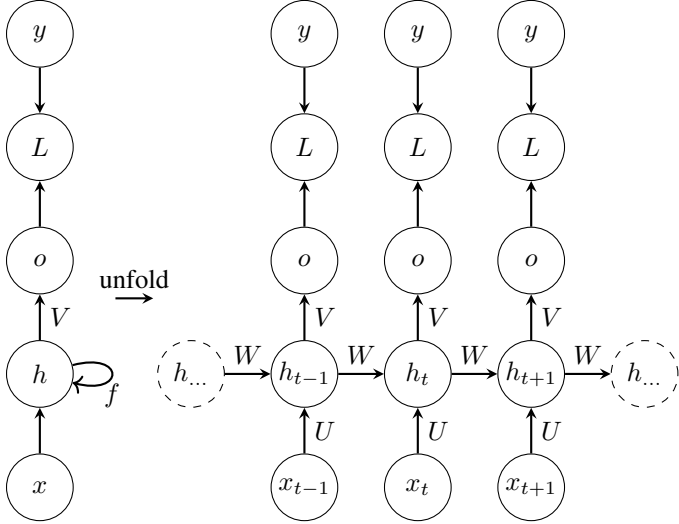 y y y y
L L L L
o o o o
unfold
V V V V
h f h... W h_{t−1} W h_t W h_{t+1} W h...
U U U
x x_{t−1} x_t x_{t+1}